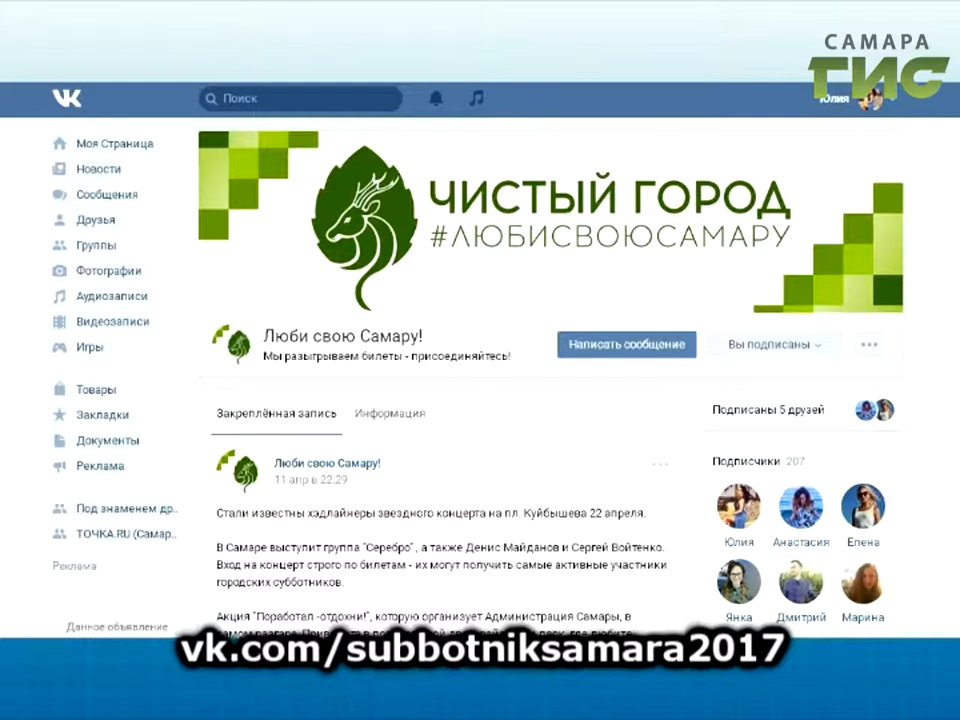 САМАРА
ГИС
Поиск
Юлия
Моя Страница
Новости
Сообщения
Друзья
Группы
Фотографии
Аудиозаписи
Видеозаписи
Игры
Товары
Закладки
Документы
Реклама
Под знаменем др..
ТОЧКА.RU (Самар..
Реклама
Данное объявление
ЧИСТЫЙ ГОРОД
#ЛЮБИСВОЮСАМАРУ
Люби свою Самару!
Мы разыгрываем билеты - присоединяйтесь!
Написать сообщение
Вы подписаны
Закреплённая запись Информация
Люби свою Самару!
11 апр в 22:29
Стали известны хэдлайнеры звездного концерта на пл. Куйбышева 22 апреля.
В Самаре выступит группа "Серебро", а также Денис Майданов и Сергей Войтенко.
Вход на концерт строго по билетам - их могут получить самые активные участники
городских субботников.
Акция "Поработал -отдохни!", которую организует Администрация Самары, в
Подписаны 5 друзей
Подписчики 207
Юлия Анастасия Елена
Янка Дмитрий Марина
vk.com/subbotniksamara2017